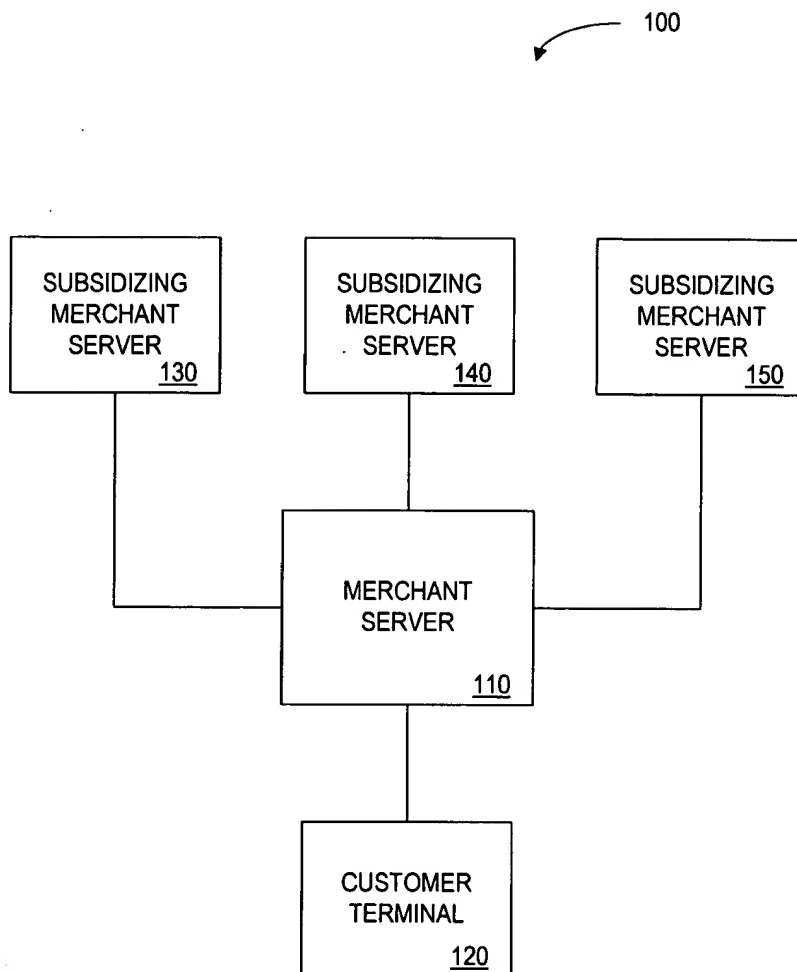 100
SUBSIDIZING
MERCHANT
SERVER
130
SUBSIDIZING
MERCHANT
SERVER
140
SUBSIDIZING
MERCHANT
SERVER
150
MERCHANT
SERVER
110
CUSTOMER
TERMINAL
120